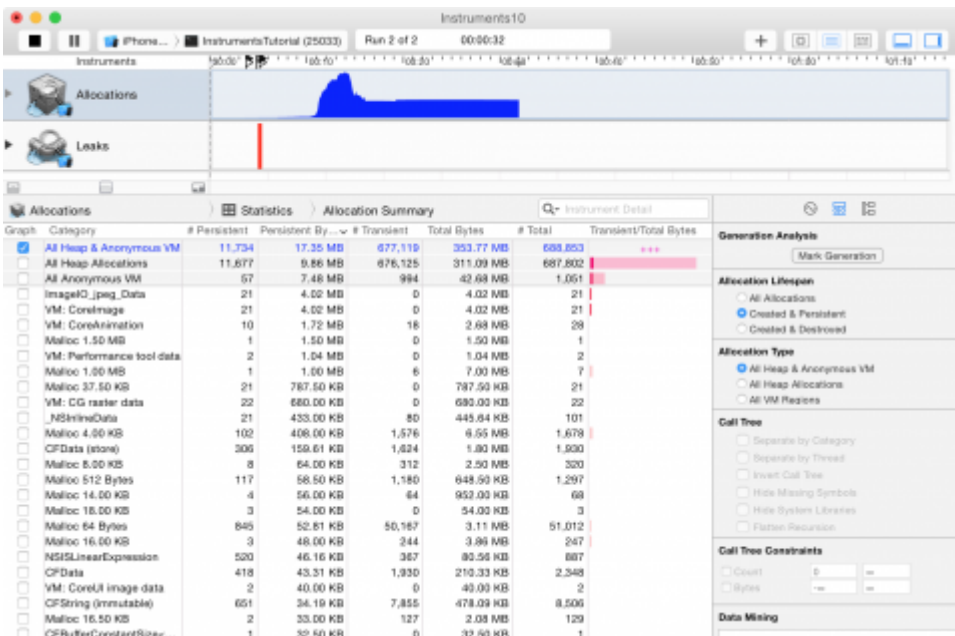 Instruments10
iPhone... InstrumentsTutorial (25033) Run 2 of 2 00:00:32
Instruments
Allocations
Leaks
Allocations Statistics Allocation Summary Instrument Detail
Graph Category # Persistent Persistent By... # Transient Total Bytes # Total Transient/Total Bytes
All Heap & Anonymous VM 11,734 17.35 MB 677,119 353.77 MB 688,853 +++
All Heap Allocations 11,677 9.86 MB 676,125 311.09 MB 687,802
All Anonymous VM 57 7.48 MB 994 42.68 MB 1,051
ImageIO_jpeg_Data 21 4.02 MB 0 4.02 MB 21
VM: CoreImage 21 4.02 MB 0 4.02 MB 21
VM: CoreAnimation 10 1.72 MB 18 2.68 MB 28
Malloc 1.50 MB 1 1.50 MB 0 1.50 MB 1
VM: Performance tool data 2 1.04 MB 0 1.04 MB 2
Malloc 1.00 MB 1 1.00 MB 6 7.00 MB 7
Malloc 37.50 KB 21 787.50 KB 0 787.50 KB 21
VM: CG raster data 22 680.00 KB 0 680.00 KB 22
_NSInlineData 21 433.00 KB 80 445.64 KB 101
Malloc 4.00 KB 102 408.00 KB 1,576 6.55 MB 1,678
CFData (store) 306 159.61 KB 1,624 1.80 MB 1,930
Malloc 8.00 KB 8 64.00 KB 312 2.50 MB 320
Malloc 512 Bytes 117 58.50 KB 1,180 648.50 KB 1,297
Malloc 14.00 KB 4 56.00 KB 64 952.00 KB 68
Malloc 18.00 KB 3 54.00 KB 0 54.00 KB 3
Malloc 64 Bytes 845 52.81 KB 50,167 3.11 MB 51,012
Malloc 16.00 KB 3 48.00 KB 244 3.86 MB 247
NSISLinearExpression 520 46.16 KB 367 80.56 KB 887
CFData 418 43.31 KB 1,930 210.33 KB 2,348
VM: CoreUI image data 2 40.00 KB 0 40.00 KB 2
CFString (immutable) 651 34.19 KB 7,855 478.09 KB 8,506
Malloc 16.50 KB 2 33.00 KB 127 2.08 MB 129
1 32.50 KB 0 32.50 KB 1
Generation Analysis
Mark Generation
Allocation Lifespan
All Allocations
Created & Persistent
Created & Destroyed
Allocation Type
All Heap & Anonymous VM
All Heap Allocations
All VM Regions
Call Tree
Separate by Category
Separate by Thread
Invert Call Tree
Hide Missing Symbols
Hide System Libraries
Flatten Recursion
Call Tree Constraints
Count 0 ∞
Bytes -∞ ∞
Data Mining